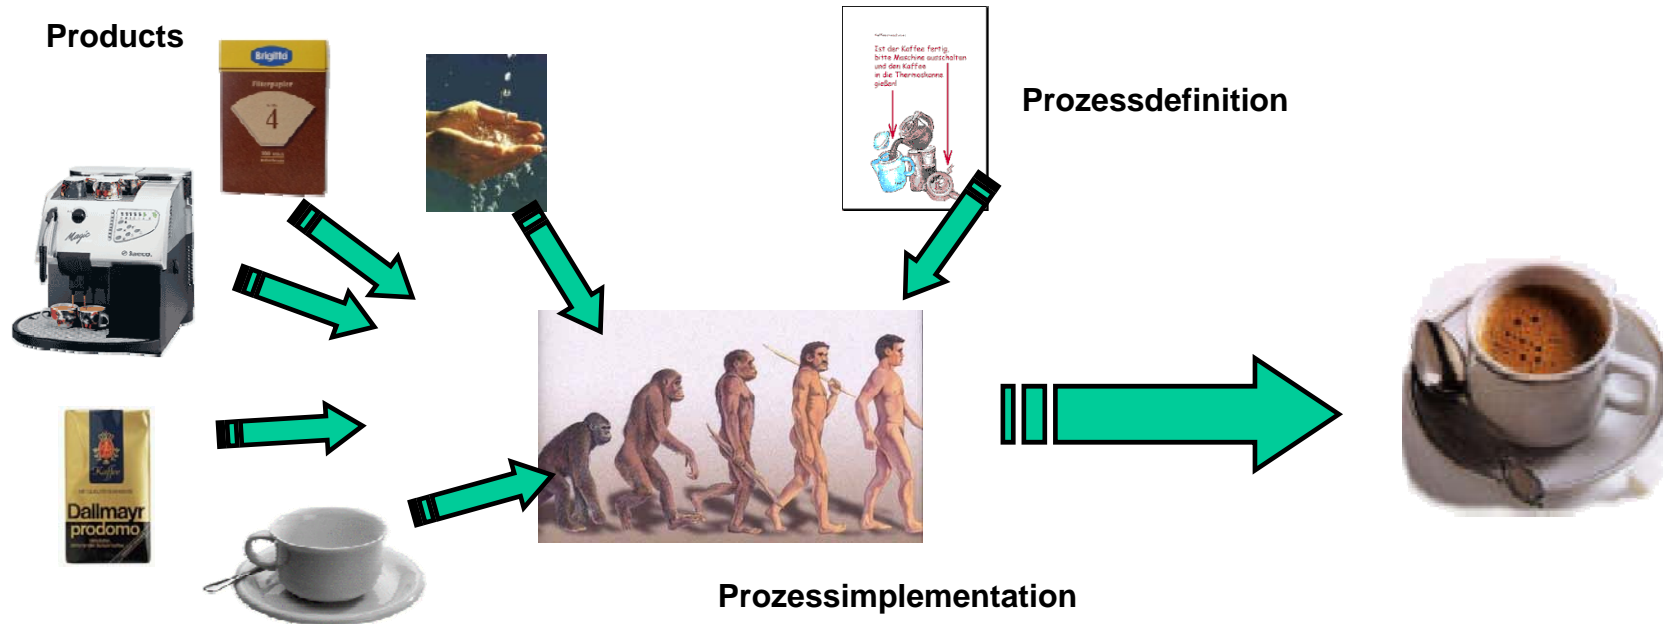 Products
Brigitta
Filterpapier
4
Prozessdefinition
Ist der Kaffee fertig,
bitte Maschine ausschalten
und den Kaffee
in die Thermoskanne
gießen!
Magic
Saeco.
Kaffee
Dallmayr
prodomo
Prozessimplementation